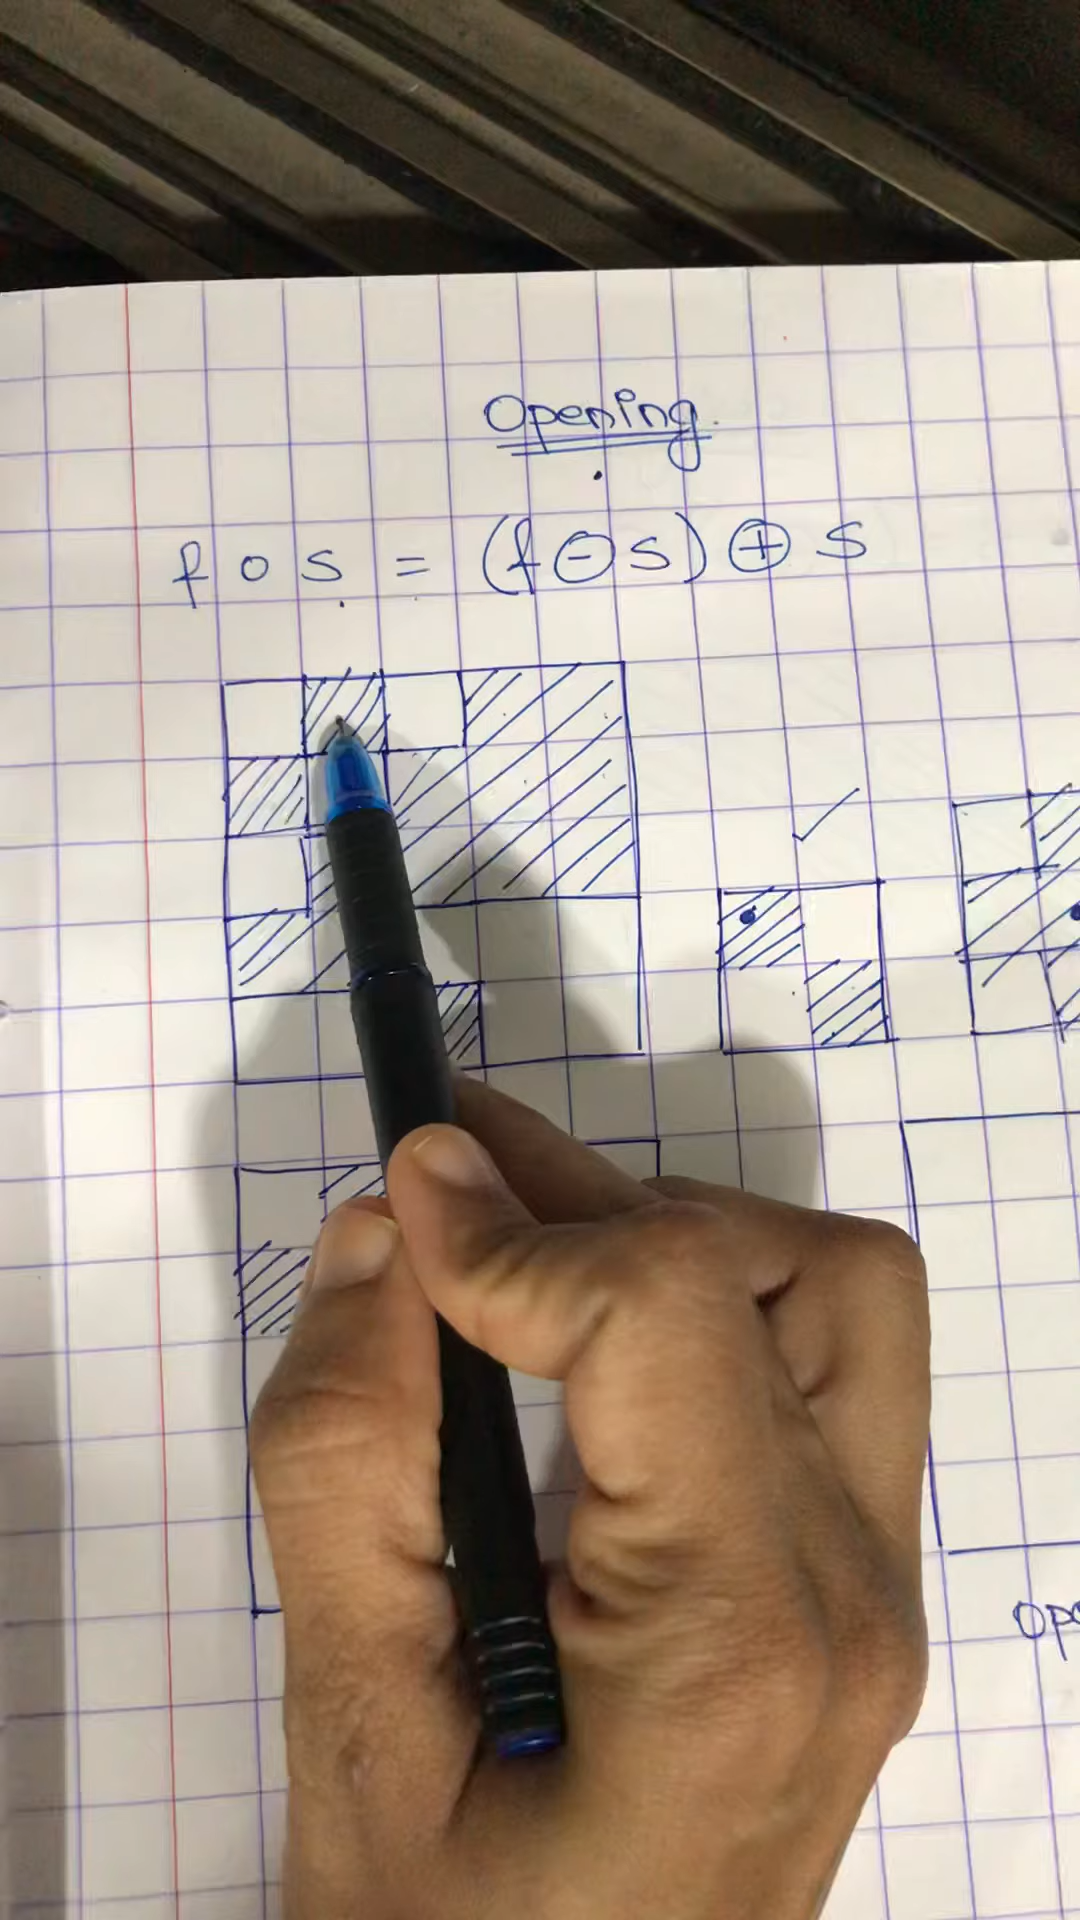 Opening
f o s = (f ⊖ s) ⊕ s